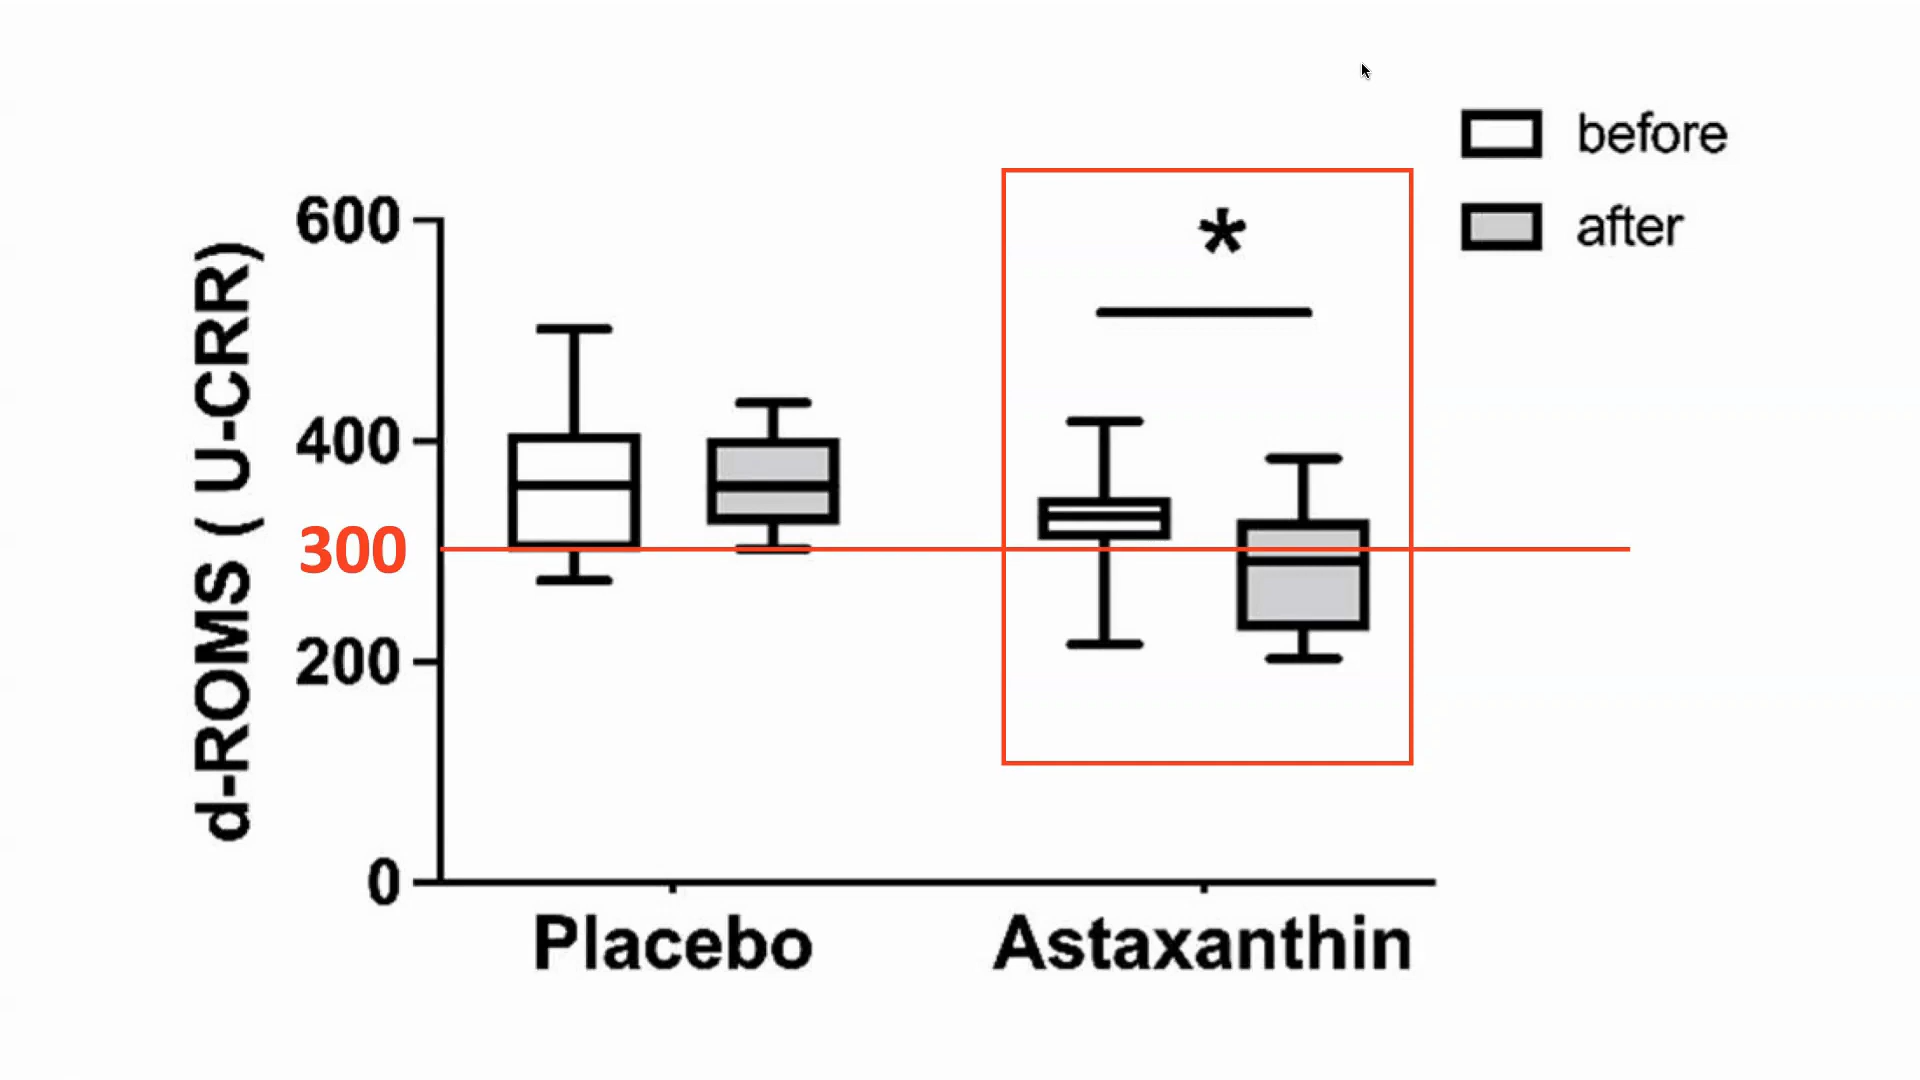 before
after
*
600
400
300
200
0
d-ROMS ( U-CRR)
Placebo
Astaxanthin